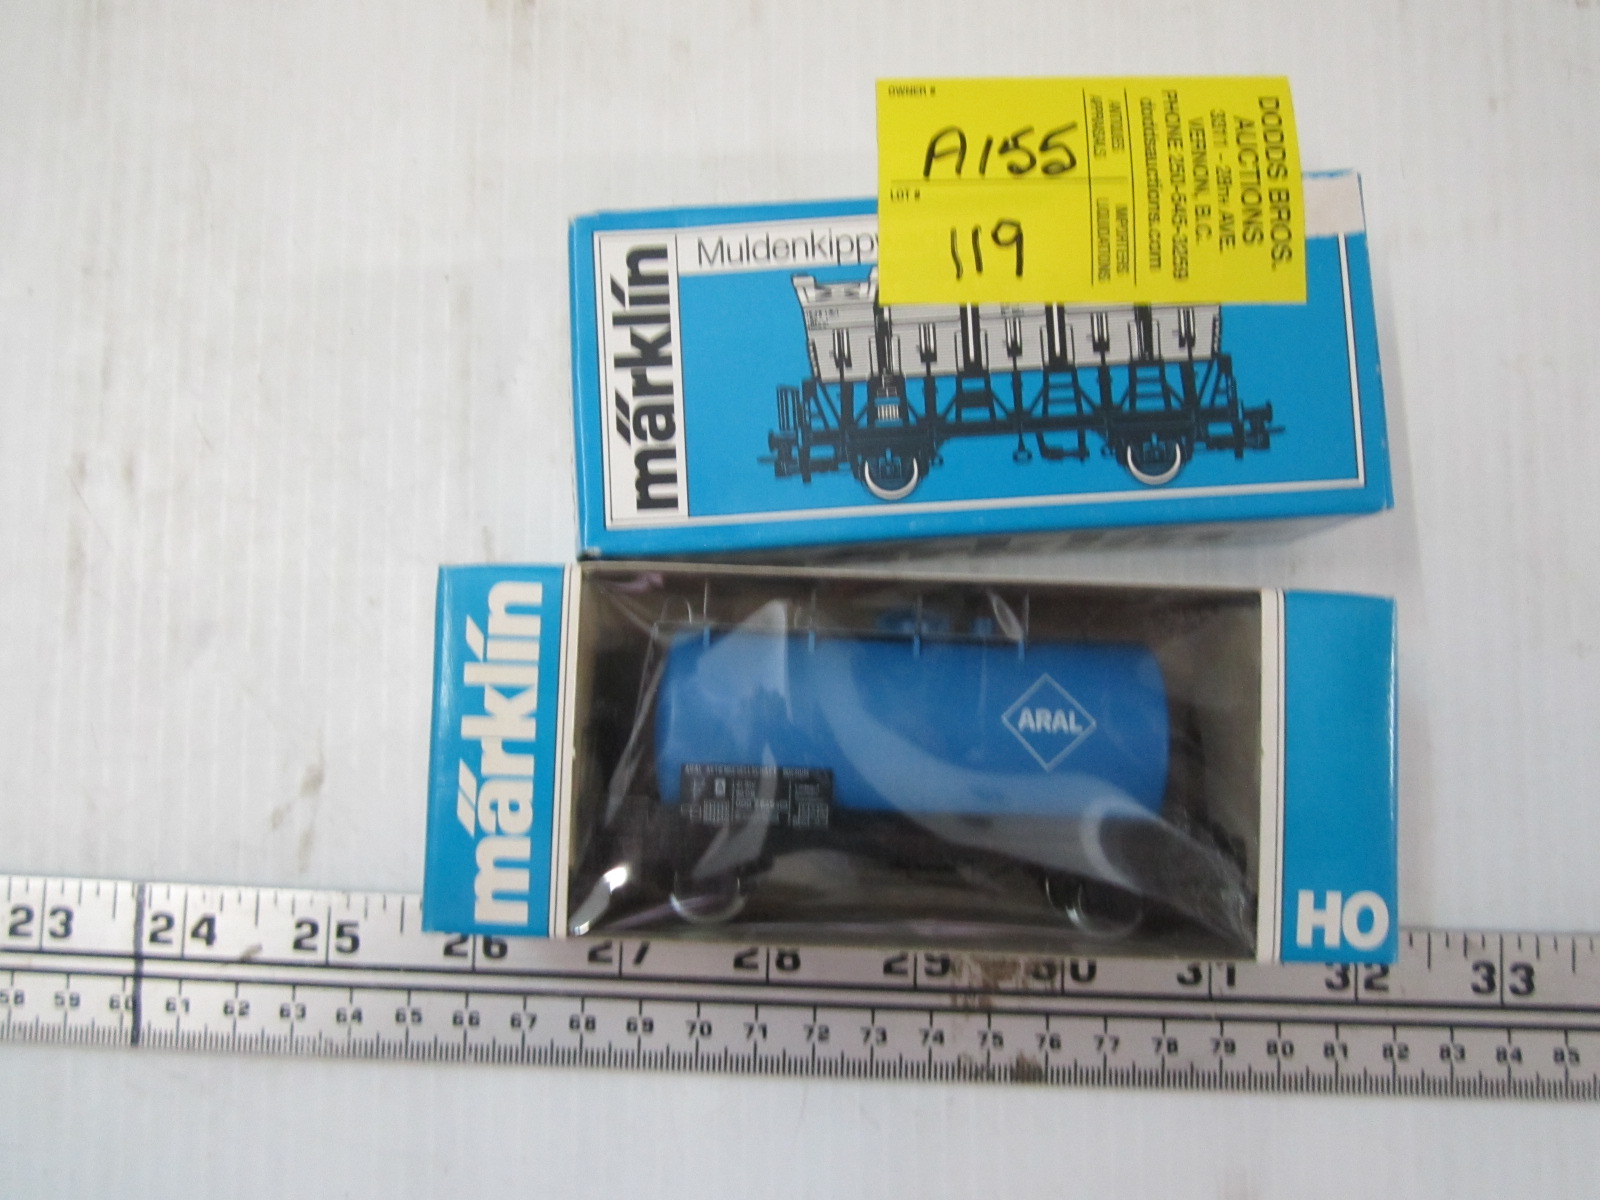 OWNER #
A155
LOT #
119
DODDS BROS.
AUCTIONS
3311 - 28TH AVE.
VERNON, B.C.
PHONE 250-545-3259
doddsauctions.com
ANTIQUES
APPRAISALS
IMPORTERS
LIQUIDATIONS
märklin
Muldenkippw
märklin
ARAL
ARAL AKTIENGESELLSCHAFT BOCHUM
HO
23 24 25 26 27 28 29 30 31 32 33
58 59 60 61 62 63 64 65 66 67 68 69 70 71 72 73 74 75 76 77 78 79 80 81 82 83 84 85